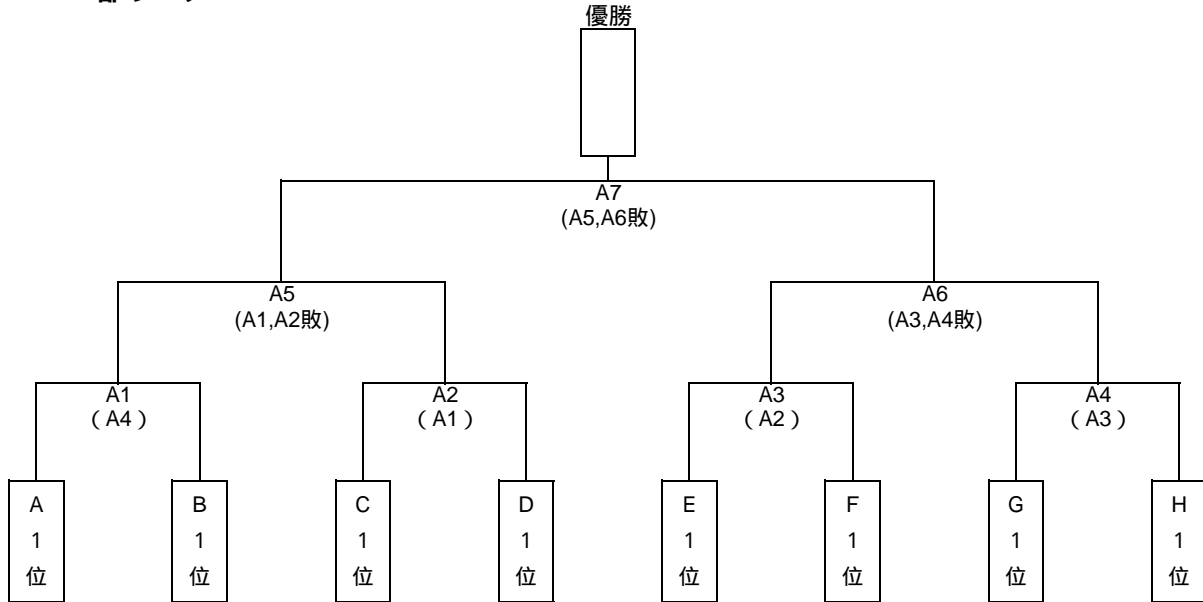 優勝
A7
(A5,A6敗)
A5
(A1,A2敗)
A6
(A3,A4敗)
A1
( A4 )
A2
( A1 )
A3
( A2 )
A4
( A3 )
A
1
位
B
1
位
C
1
位
D
1
位
E
1
位
F
1
位
G
1
位
H
1
位